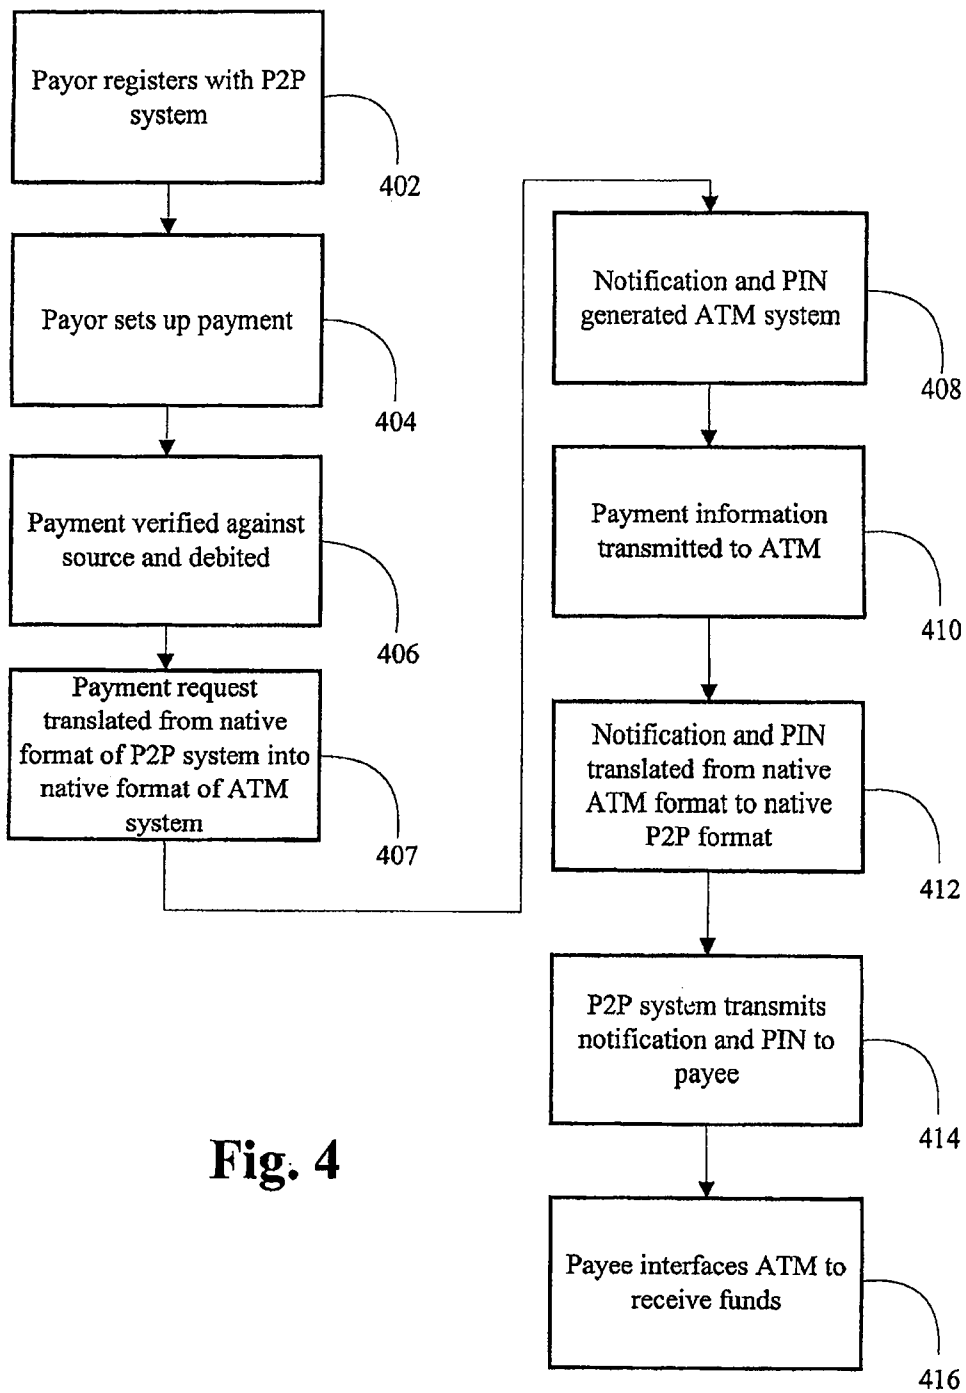 Payor registers with P2P
system
402
Payor sets up payment
404
Payment verified against
source and debited
406
Payment request
translated from native
format of P2P system into
native format of ATM
system
407
Notification and PIN
generated ATM system
408
Payment information
transmitted to ATM
410
Notification and PIN
translated from native
ATM format to native
P2P format
412
P2P system transmits
notification and PIN to
payee
414
Payee interfaces ATM to
receive funds
416
Fig. 4